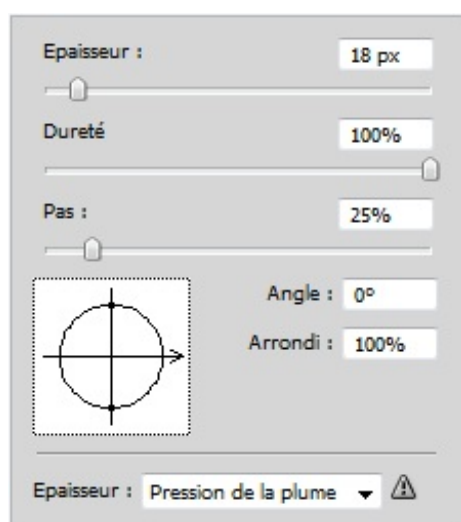 Epaisseur : 18 px
Dureté 100%
Pas : 25%
Angle : 0°
Arrondi : 100%
Epaisseur : Pression de la plume